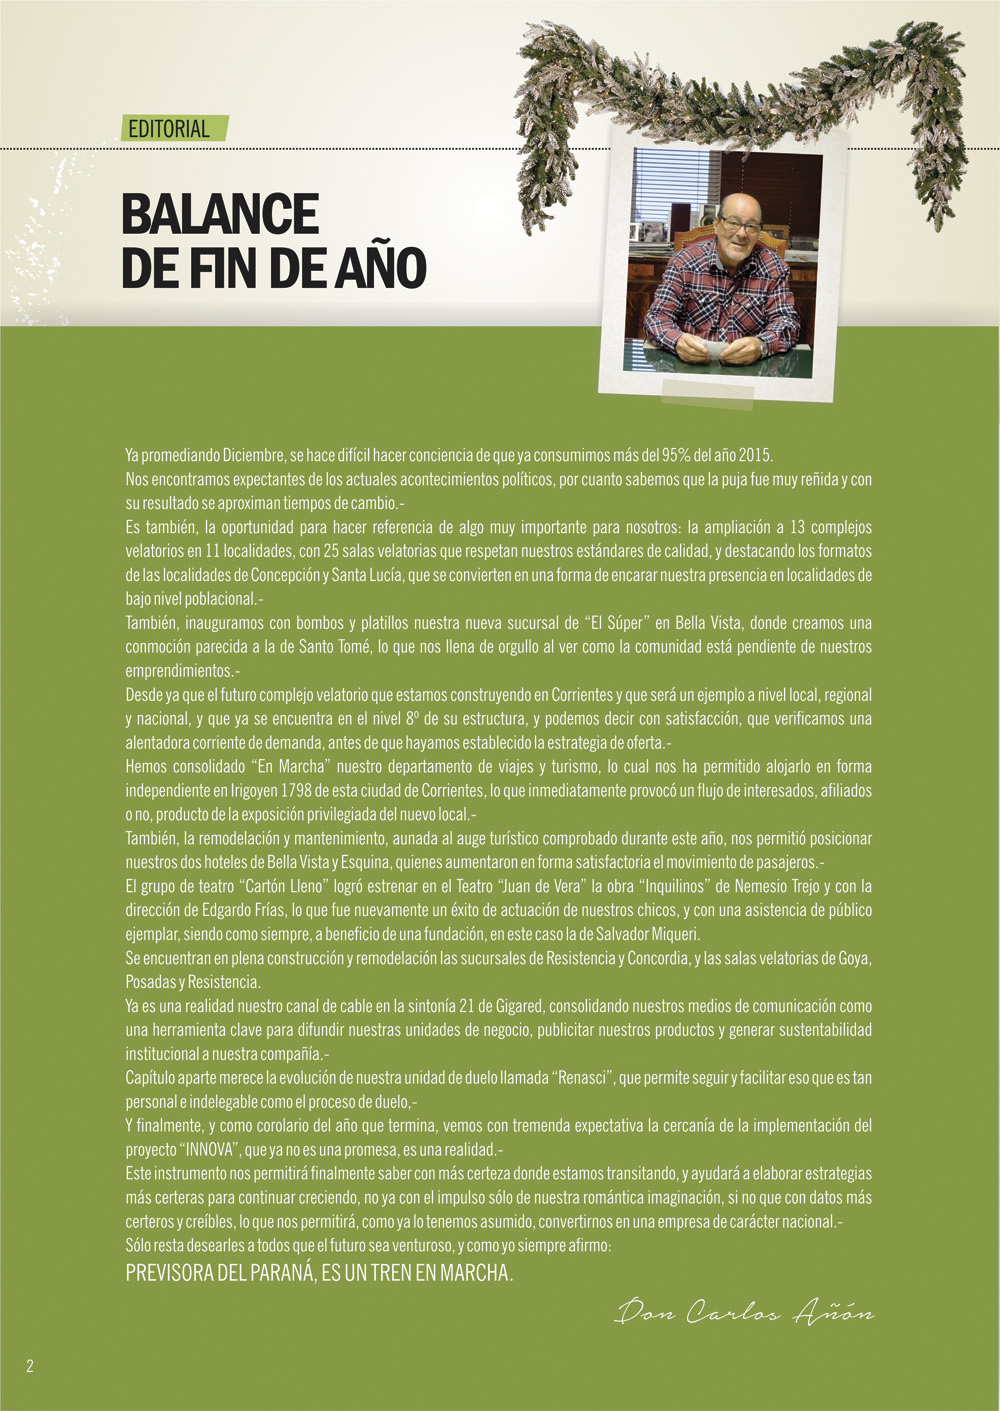 EDITORIAL
BALANCE
DE FIN DE AÑO
Ya promediando Diciembre, se hace difícil hacer conciencia de que ya consumimos más del 95% del año 2015.
Nos encontramos expectantes de los actuales acontecimientos políticos, por cuanto sabemos que la puja fue muy reñida y con
su resultado se aproximan tiempos de cambio.-
Es también, la oportunidad para hacer referencia de algo muy importante para nosotros: la ampliación a 13 complejos
velatorios en 11 localidades, con 25 salas velatorias que respetan nuestros estándares de calidad, y destacando los formatos
de las localidades de Concepción y Santa Lucía, que se convierten en una forma de encarar nuestra presencia en localidades de
bajo nivel poblacional.-
También, inauguramos con bombos y platillos nuestra nueva sucursal de “El Súper” en Bella Vista, donde creamos una
conmoción parecida a la de Santo Tomé, lo que nos llena de orgullo al ver como la comunidad está pendiente de nuestros
emprendimientos.-
Desde ya que el futuro complejo velatorio que estamos construyendo en Corrientes y que será un ejemplo a nivel local, regional
y nacional, y que ya se encuentra en el nivel 8º de su estructura, y podemos decir con satisfacción, que verificamos una
alentadora corriente de demanda, antes de que hayamos establecido la estrategia de oferta.-
Hemos consolidado “En Marcha” nuestro departamento de viajes y turismo, lo cual nos ha permitido alojarlo en forma
independiente en Irigoyen 1798 de esta ciudad de Corrientes, lo que inmediatamente provocó un flujo de interesados, afiliados
o no, producto de la exposición privilegiada del nuevo local.-
También, la remodelación y mantenimiento, aunada al auge turístico comprobado durante este año, nos permitió posicionar
nuestros dos hoteles de Bella Vista y Esquina, quienes aumentaron en forma satisfactoria el movimiento de pasajeros.-
El grupo de teatro “Cartón Lleno” logró estrenar en el Teatro “Juan de Vera” la obra “Inquilinos” de Nemesio Trejo y con la
dirección de Edgardo Frías, lo que fue nuevamente un éxito de actuación de nuestros chicos, y con una asistencia de público
ejemplar, siendo como siempre, a beneficio de una fundación, en este caso la de Salvador Miqueri.
Se encuentran en plena construcción y remodelación las sucursales de Resistencia y Concordia, y las salas velatorias de Goya,
Posadas y Resistencia.
Ya es una realidad nuestro canal de cable en la sintonía 21 de Gigared, consolidando nuestros medios de comunicación como
una herramienta clave para difundir nuestras unidades de negocio, publicitar nuestros productos y generar sustentabilidad
institucional a nuestra compañía.-
Capítulo aparte merece la evolución de nuestra unidad de duelo llamada “Renasci”, que permite seguir y facilitar eso que es tan
personal e indelegable como el proceso de duelo,-
Y finalmente, y como corolario del año que termina, vemos con tremenda expectativa la cercanía de la implementación del
proyecto “INNOVA”, que ya no es una promesa, es una realidad.-
Este instrumento nos permitirá finalmente saber con más certeza donde estamos transitando, y ayudará a elaborar estrategias
más certeras para continuar creciendo, no ya con el impulso sólo de nuestra romántica imaginación, si no que con datos más
certeros y creíbles, lo que nos permitirá, como ya lo tenemos asumido, convertirnos en una empresa de carácter nacional.-
Sólo resta desearles a todos que el futuro sea venturoso, y como yo siempre afirmo:
PREVISORA DEL PARANÁ, ES UN TREN EN MARCHA.
Don Carlos Añón
2